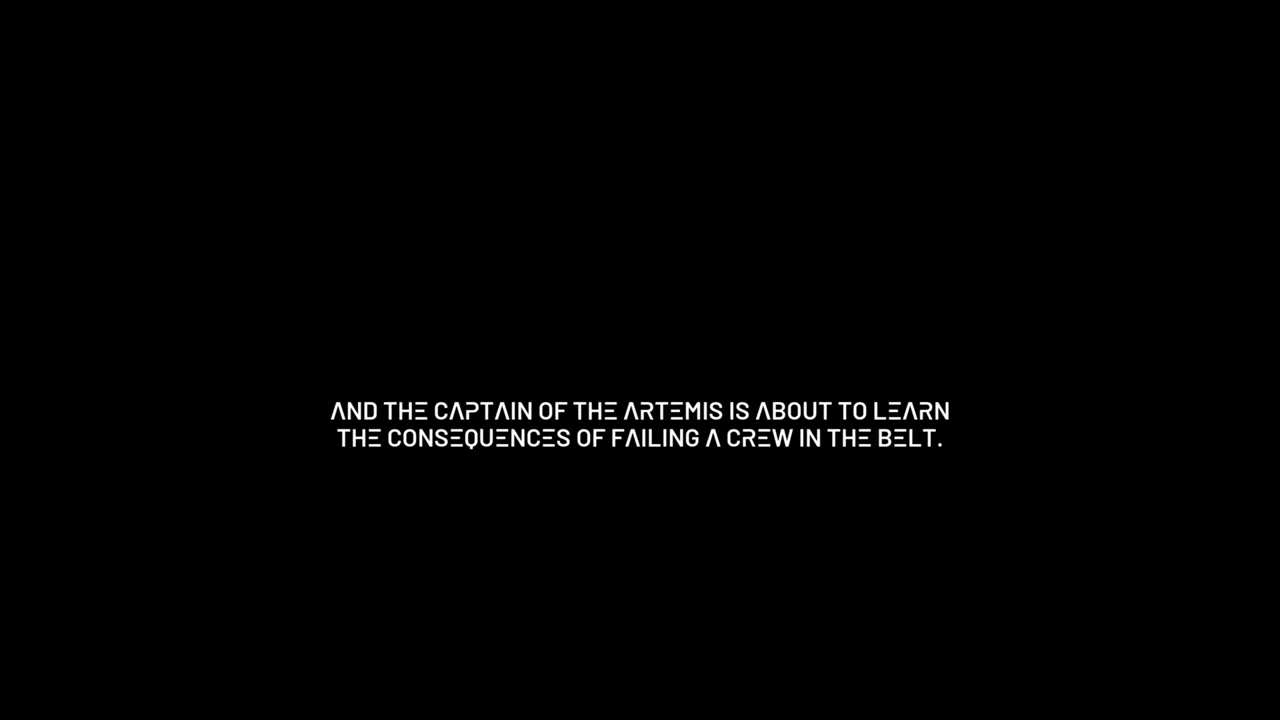 AND THE CAPTAIN OF THE ARTEMIS IS ABOUT TO LEARN
THE CONSEQUENCES OF FAILING A CREW IN THE BELT.